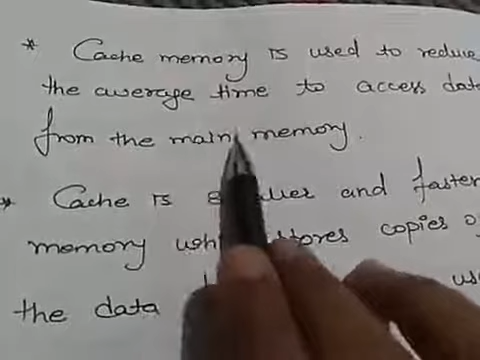 * Cache memory is used to reduce
the average time to access data
from the main memory.
* Cache is and faster
memory stores copies of
the data